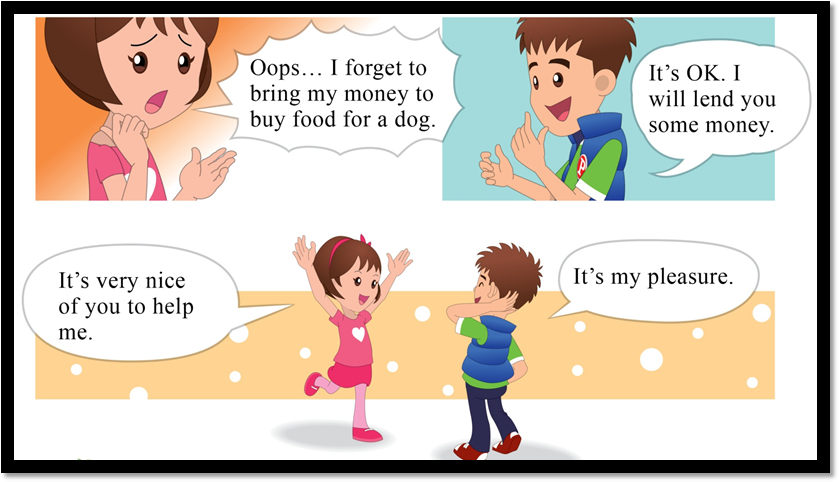 Oops… I forget to
bring my money to
buy food for a dog.
It's OK. I
will lend you
some money.
It's very nice
of you to help
me.
It's my pleasure.